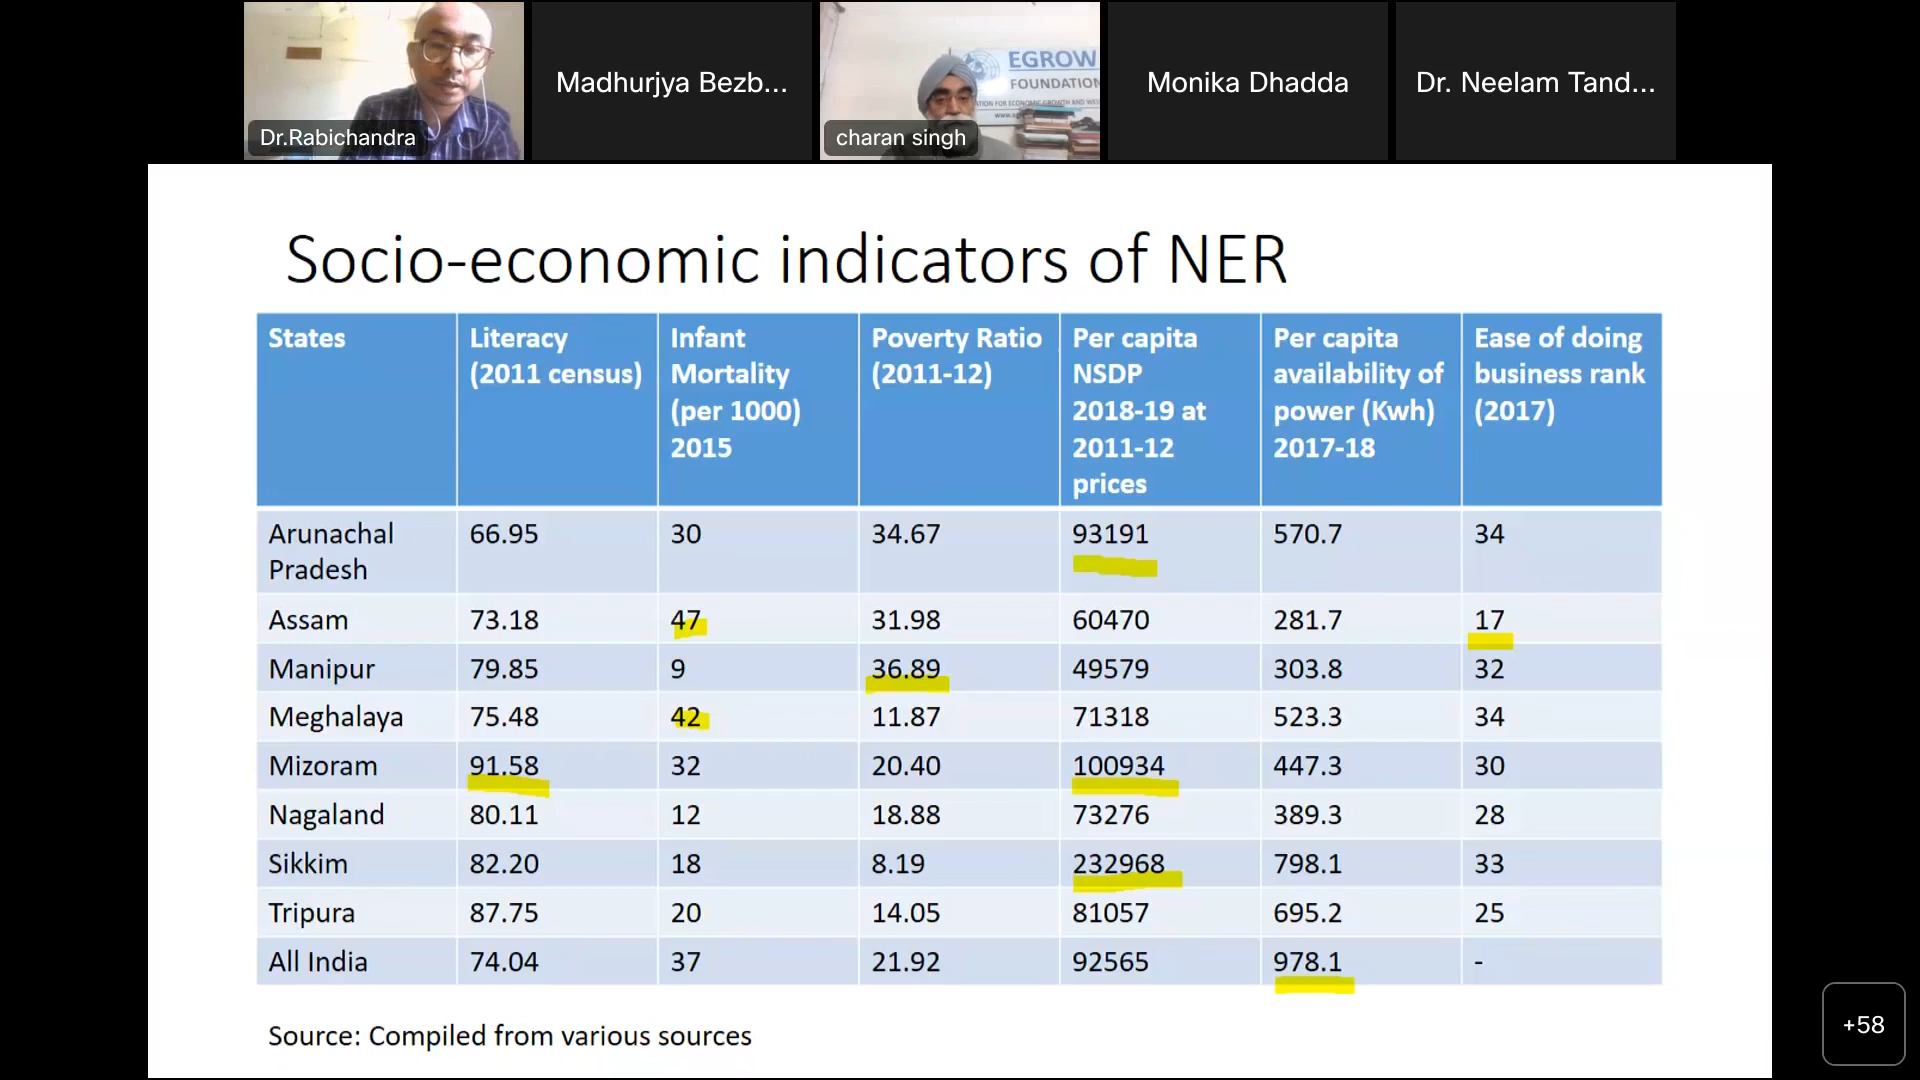 Dr.Rabichandra
Madhurjya Bezb...
charan singh
EGROW
FOUNDATION
Monika Dhadda
Dr. Neelam Tand...
Socio-economic indicators of NER
States
Literacy
(2011 census)
Infant
Mortality
(per 1000)
2015
Poverty Ratio
(2011-12)
Per capita
NSDP
2018-19 at
2011-12
prices
Per capita
availability of
power (Kwh)
2017-18
Ease of doing
business rank
(2017)
Arunachal
Pradesh
66.95 30 34.67 93191 570.7 34
Assam 73.18 47 31.98 60470 281.7 17
Manipur 79.85 9 36.89 49579 303.8 32
Meghalaya 75.48 42 11.87 71318 523.3 34
Mizoram 91.58 32 20.40 100934 447.3 30
Nagaland 80.11 12 18.88 73276 389.3 28
Sikkim 82.20 18 8.19 232968 798.1 33
Tripura 87.75 20 14.05 81057 695.2 25
All India 74.04 37 21.92 92565 978.1 -
Source: Compiled from various sources
+58